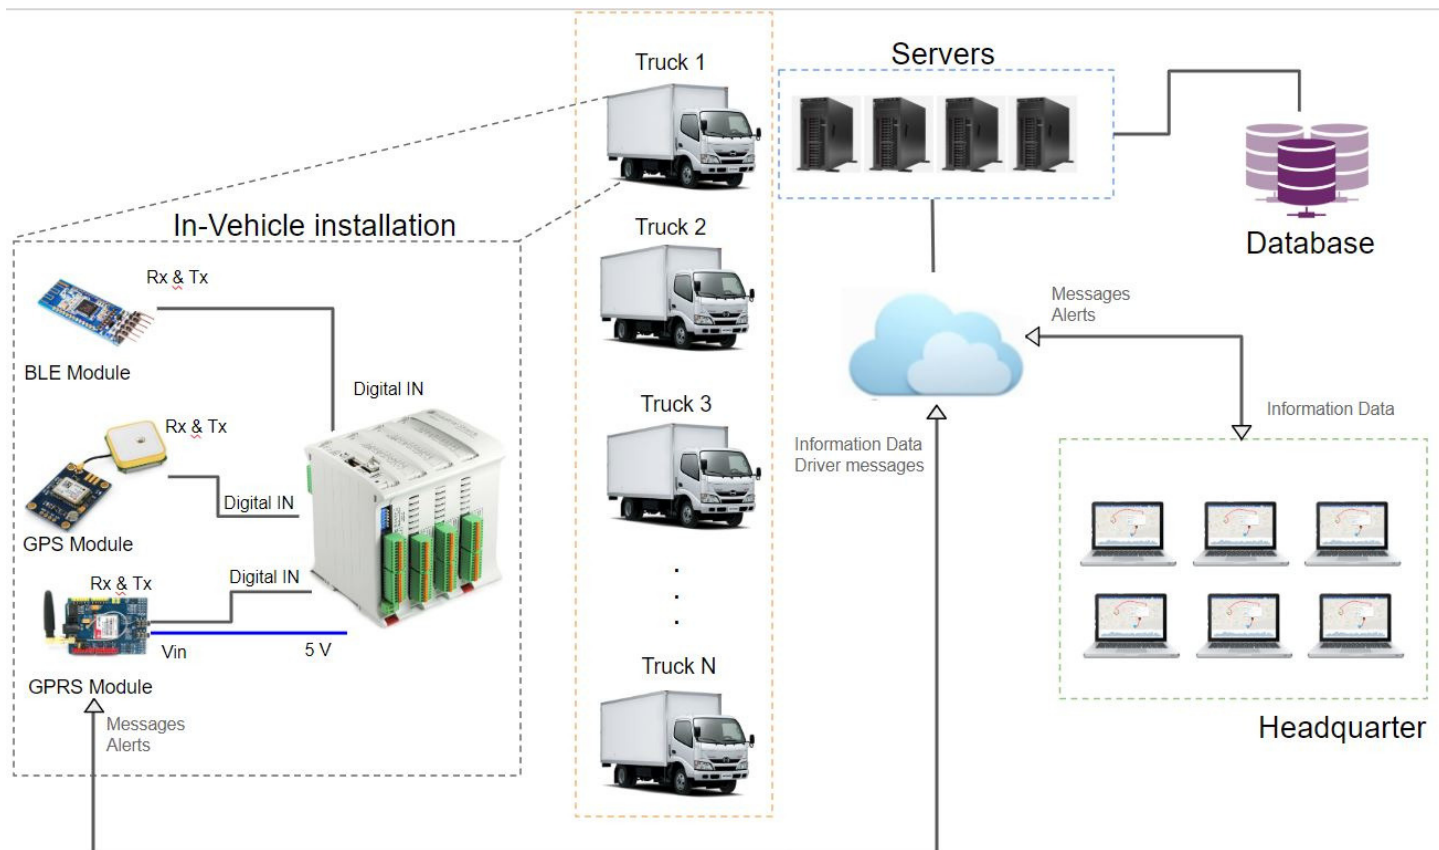 Truck 1
Servers
In-Vehicle installation
Truck 2
Database
Rx & Tx
BLE Module
Digital IN
Messages
Alerts
Truck 3
Information Data
Rx & Tx
Information Data
Driver messages
Digital IN
GPS Module
Rx & Tx
Digital IN
Vin
5 V
GPRS Module
Messages
Alerts
Truck N
Headquarter
.
.
.